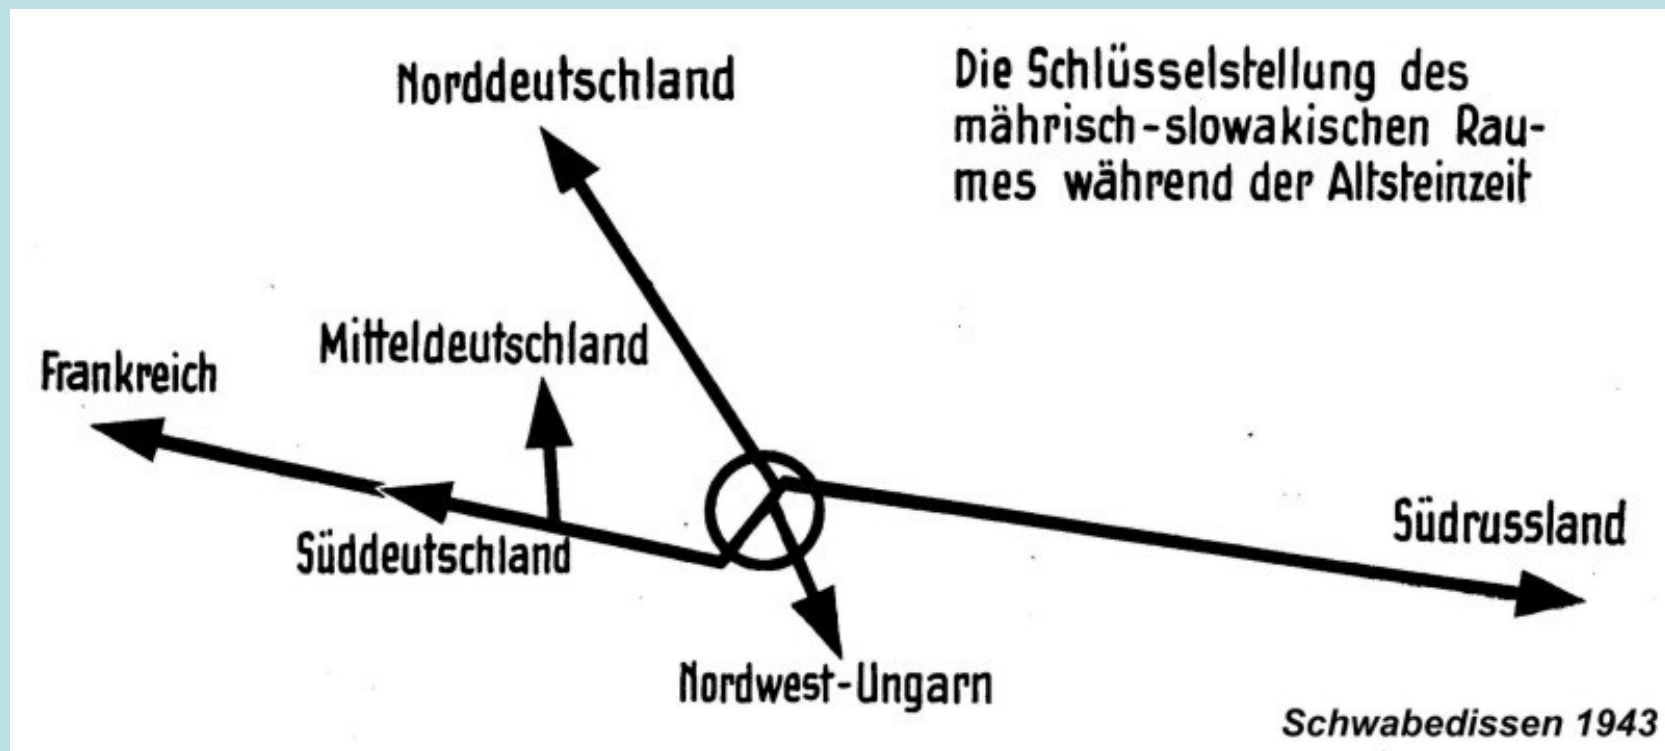 Norddeutschland
Die Schlüsselstellung des
mährisch-slowakischen Rau-
mes während der Altsteinzeit
Mitteldeutschland
Frankreich
Süddeutschland
Südrussland
Nordwest-Ungarn
Schwabedissen 1943